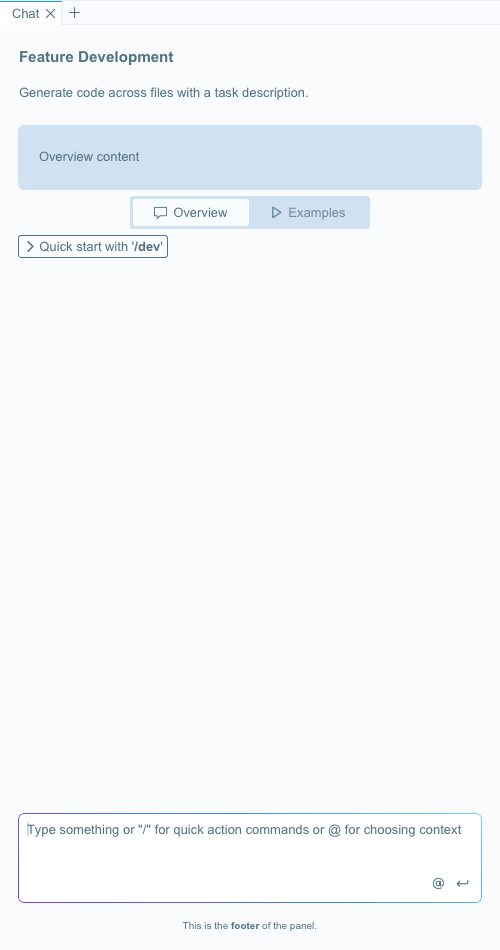 Chat
Feature Development
Generate code across files with a task description.
Overview content
Overview Examples
Quick start with '/dev'
Type something or "/" for quick action commands or @ for choosing context
@
This is the footer of the panel.